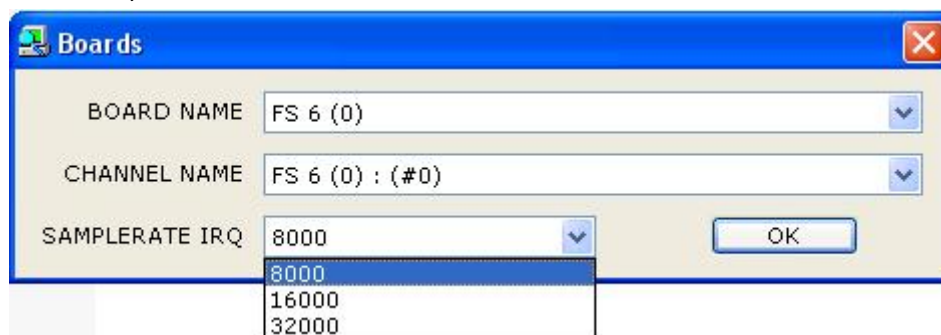 Boards
BOARD NAME FS 6 (0)
CHANNEL NAME FS 6 (0) : (#0)
SAMPLERATE IRQ 8000 OK
8000
16000
32000